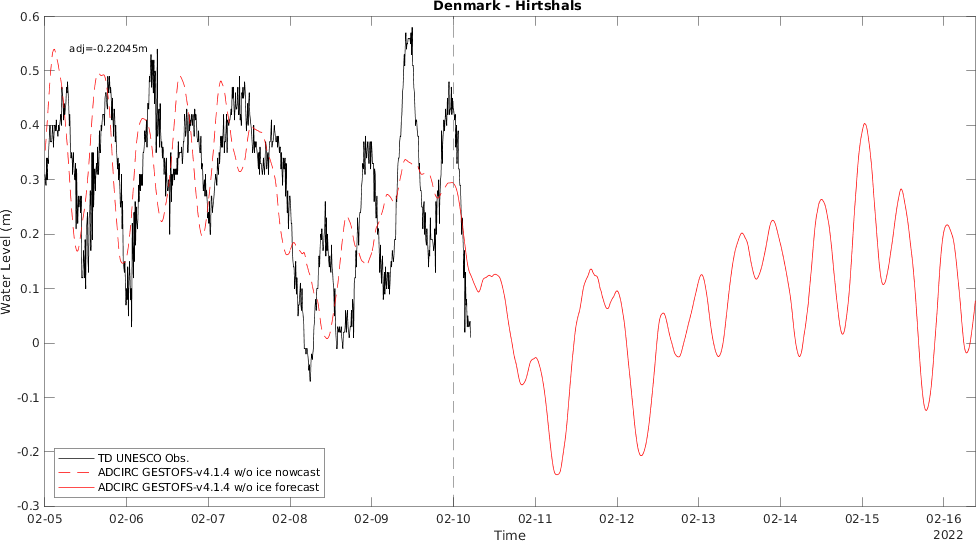 Denmark - Hirtshals
adj=-0.22045m
Water Level (m)
0.6
0.5
0.4
0.3
0.2
0.1
0
-0.1
-0.2
-0.3
TD UNESCO Obs.
ADCIRC GESTOFS-v4.1.4 w/o ice nowcast
ADCIRC GESTOFS-v4.1.4 w/o ice forecast
02-05 02-06 02-07 02-08 02-09 02-10 02-11 02-12 02-13 02-14 02-15 02-16
Time
2022